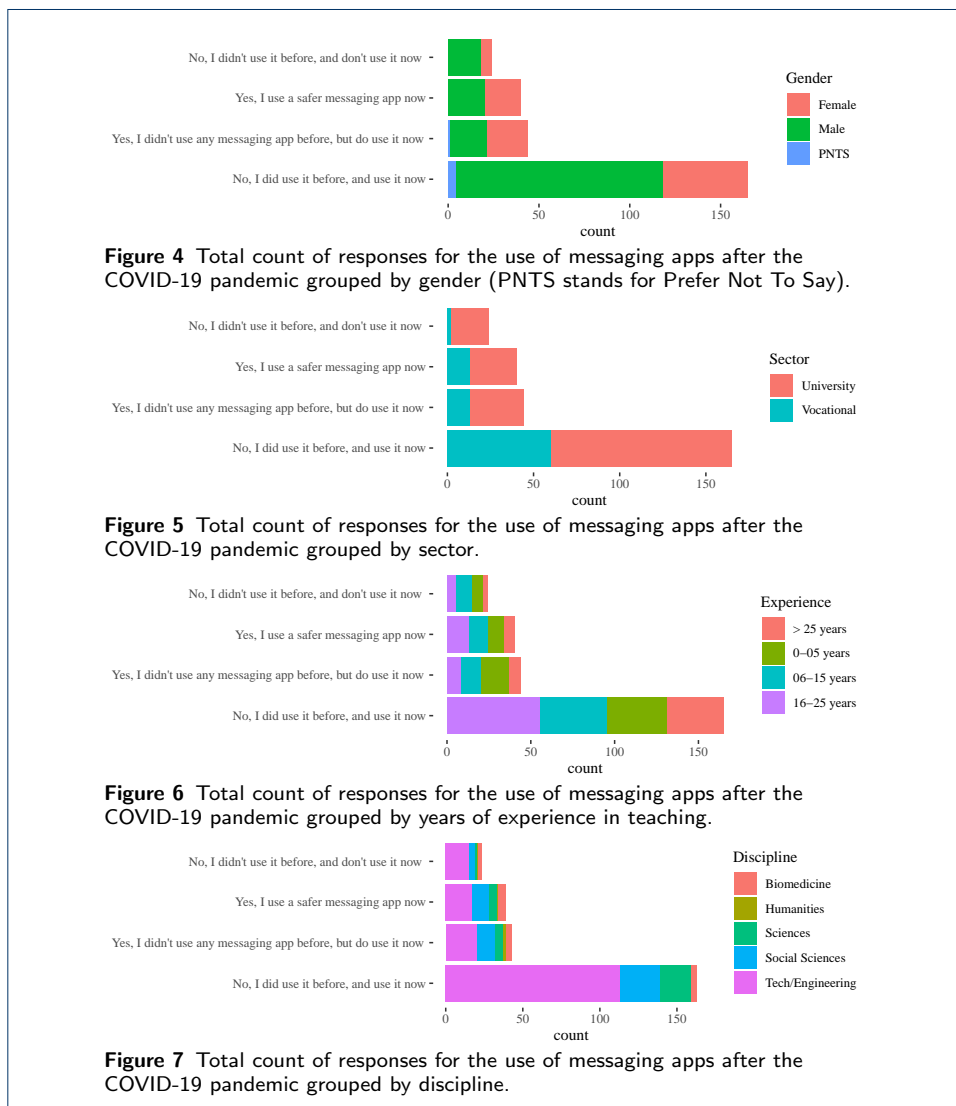 No, I didn't use it before, and don't use it now
Yes, I use a safer messaging app now
Yes, I didn't use any messaging app before, but do use it now
No, I did use it before, and use it now
0 50 100 150
count
Gender
Female
Male
PNTS
Figure 4 Total count of responses for the use of messaging apps after the
COVID-19 pandemic grouped by gender (PNTS stands for Prefer Not To Say).
No, I didn't use it before, and don't use it now
Yes, I use a safer messaging app now
Yes, I didn't use any messaging app before, but do use it now
No, I did use it before, and use it now
0 50 100 150
count
Sector
University
Vocational
Figure 5 Total count of responses for the use of messaging apps after the
COVID-19 pandemic grouped by sector.
No, I didn't use it before, and don't use it now
Yes, I use a safer messaging app now
Yes, I didn't use any messaging app before, but do use it now
No, I did use it before, and use it now
0 50 100 150
count
Experience
> 25 years
0–05 years
06–15 years
16–25 years
Figure 6 Total count of responses for the use of messaging apps after the
COVID-19 pandemic grouped by years of experience in teaching.
No, I didn't use it before, and don't use it now
Yes, I use a safer messaging app now
Yes, I didn't use any messaging app before, but do use it now
No, I did use it before, and use it now
0 50 100 150
count
Discipline
Biomedicine
Humanities
Sciences
Social Sciences
Tech/Engineering
Figure 7 Total count of responses for the use of messaging apps after the
COVID-19 pandemic grouped by discipline.